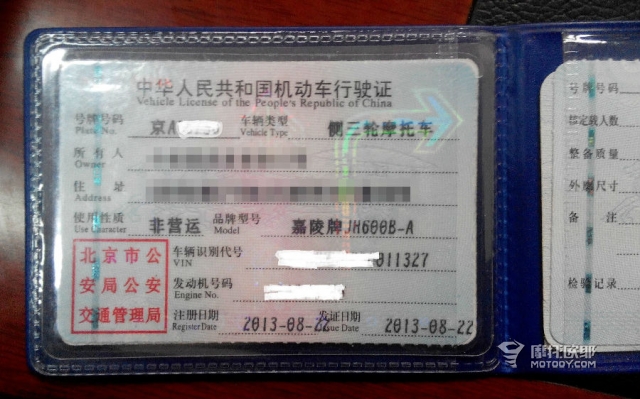 中华人民共和国机动车行驶证
Vehicle License of the People's Republic of China
号牌号码 京A 车辆类型 侧三轮摩托车
Plate No. Vehicle Type
所有人
Owner
住址
Address
使用性质 非营运 品牌型号 嘉陵牌JH600B-A
Use Character Model
北京市公
安局公安
交通管理局
车辆识别代号 011327
VIN
发动机号码
Engine No.
注册日期 2013-08-22 发证日期 2013-08-22
Register Date Issue Date
号牌号码
核定载人数
整备质量
外廓尺寸
备注
检验记录
摩托欧耶
MOTODY.COM